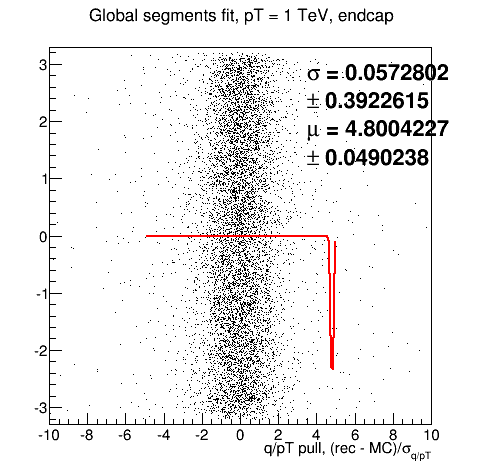 Global segments fit, pT = 1 TeV, endcap
σ = 0.0572802
± 0.3922615
μ = 4.8004227
± 0.0490238
3
2
1
0
-1
-2
-3
-10 -8 -6 -4 -2 0 2 4 6 8 10
q/pT pull, (rec - MC)/σq/pT